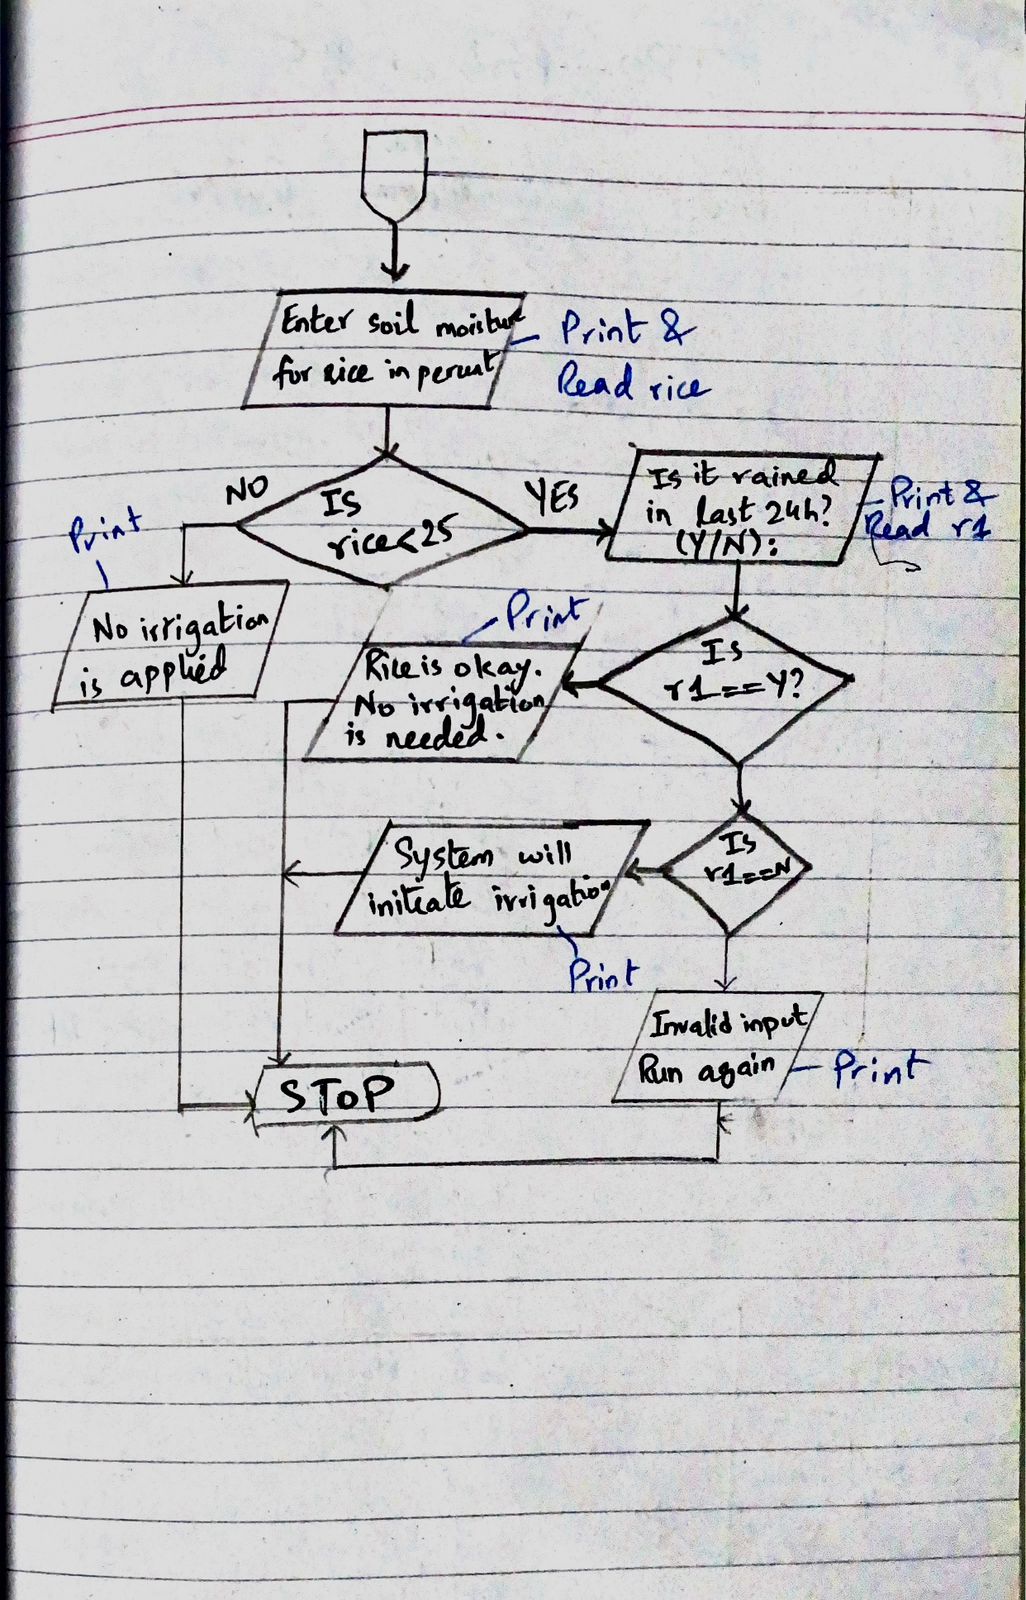 Enter soil moisture
for rice in percent
Print &
Read rice
NO
Is
rice<25
YES
Is it rained
in last 24h?
(Y/N):
Print &
Read r1
Print
No irrigation
is applied
Print
Rice is okay.
No irrigation
is needed.
Is
r1==Y?
System will
initeate irrigation
Print
Is
r1==N
Invalid input
Run again
Print
STOP